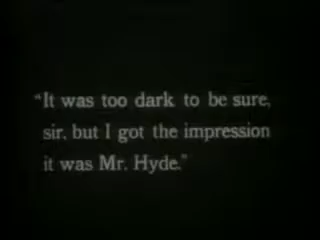 "It was too dark to be sure,
sir, but I got the impression
it was Mr. Hyde."